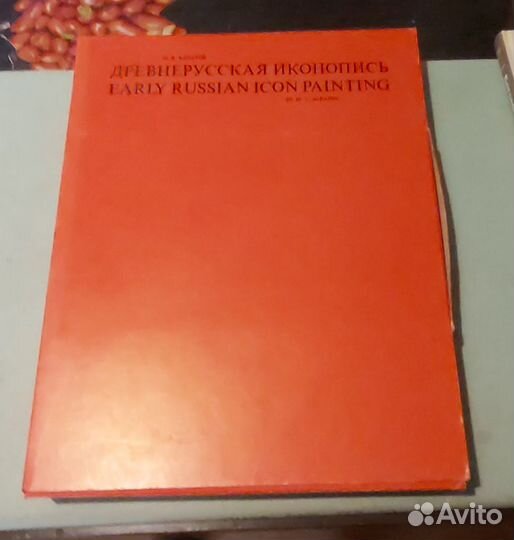 ДРЕВНЕРУССКАЯ ИКОНОПИСЬ
EARLY RUSSIAN ICON PAINTING
Avito